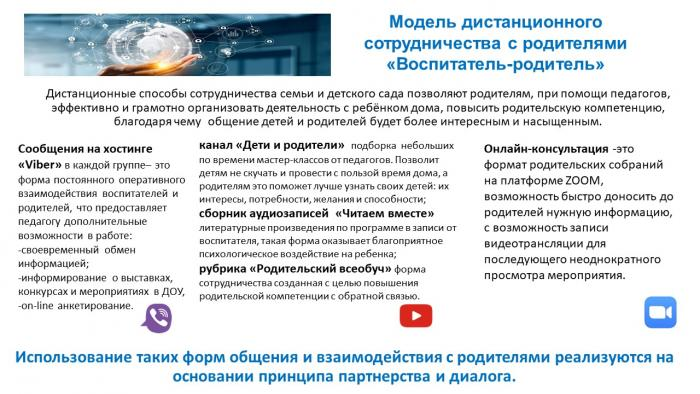 Модель дистанционного
сотрудничества с родителями
«Воспитатель-родитель»
Дистанционные способы сотрудничества семьи и детского сада позволяют родителям, при помощи педагогов,
эффективно и грамотно организовать деятельность с ребёнком дома, повысить родительскую компетенцию,
благодаря чему общение детей и родителей будет более интересным и насыщенным.
Сообщения на хостинге
«Viber» в каждой группе– это
форма постоянного оперативного
взаимодействия воспителей и
родителей, что предоставляет
педагогу дополнительные
возможности в работе:
-своевременный обмен
информацией;
-информирование о выставках,
конкурсах и мероприятиях в ДОУ,
-on-line анкетирование.
канал «Дети и родители» подборка небольших
по времени мастер-классов от педагогов. Позволит
детям не скучать и провести с пользой время дома, а
родителям это поможет лучше узнать своих детей: их
интересы, потребности, желания и способности;
сборник аудиозаписей «Читаем вместе»
литературные произведения по программе в записи от
воспитателя, такая форма оказывает благоприятное
психологическое воздействие на ребенка;
рубрика «Родительский всеобуч» форма
сотрудничества созданная с целью повышения
родительской компетенции с обратной связью.
Онлайн-консультация -это
формат родительских собраний
на платформе ZOOM,
возможность быстро доносить до
родителей нужную информацию,
с возможность записи
видеотрансляции для
последующего неоднократного
просмотра мероприятия.
Использование таких форм общения и взаимодействия с родителями реализуются на
основании принципа партнерства и диалога.